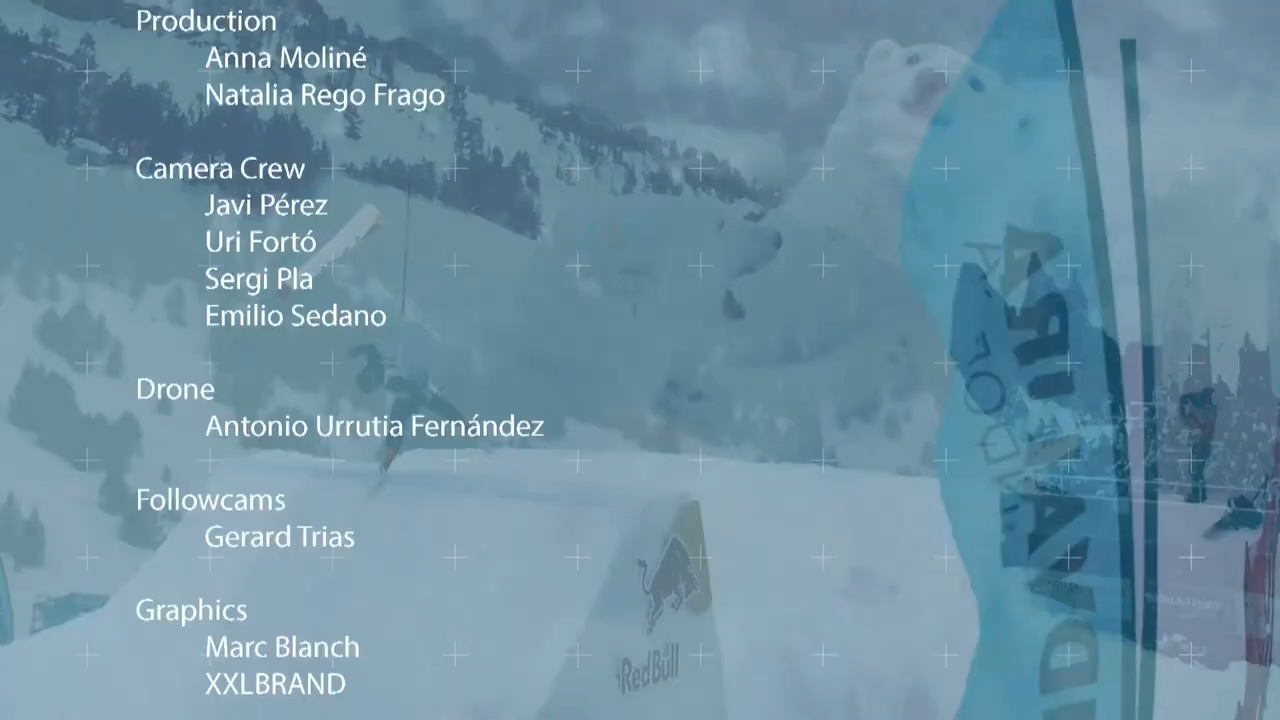 Production
Anna Moliné
Natalia Rego Frago
Camera Crew
Javi Pérez
Uri Fortó
Sergi Pla
Emilio Sedano
Drone
Antonio Urrutia Fernández
Followcams
Gerard Trias
Graphics
Marc Blanch
XXLBRAND
Red Bull